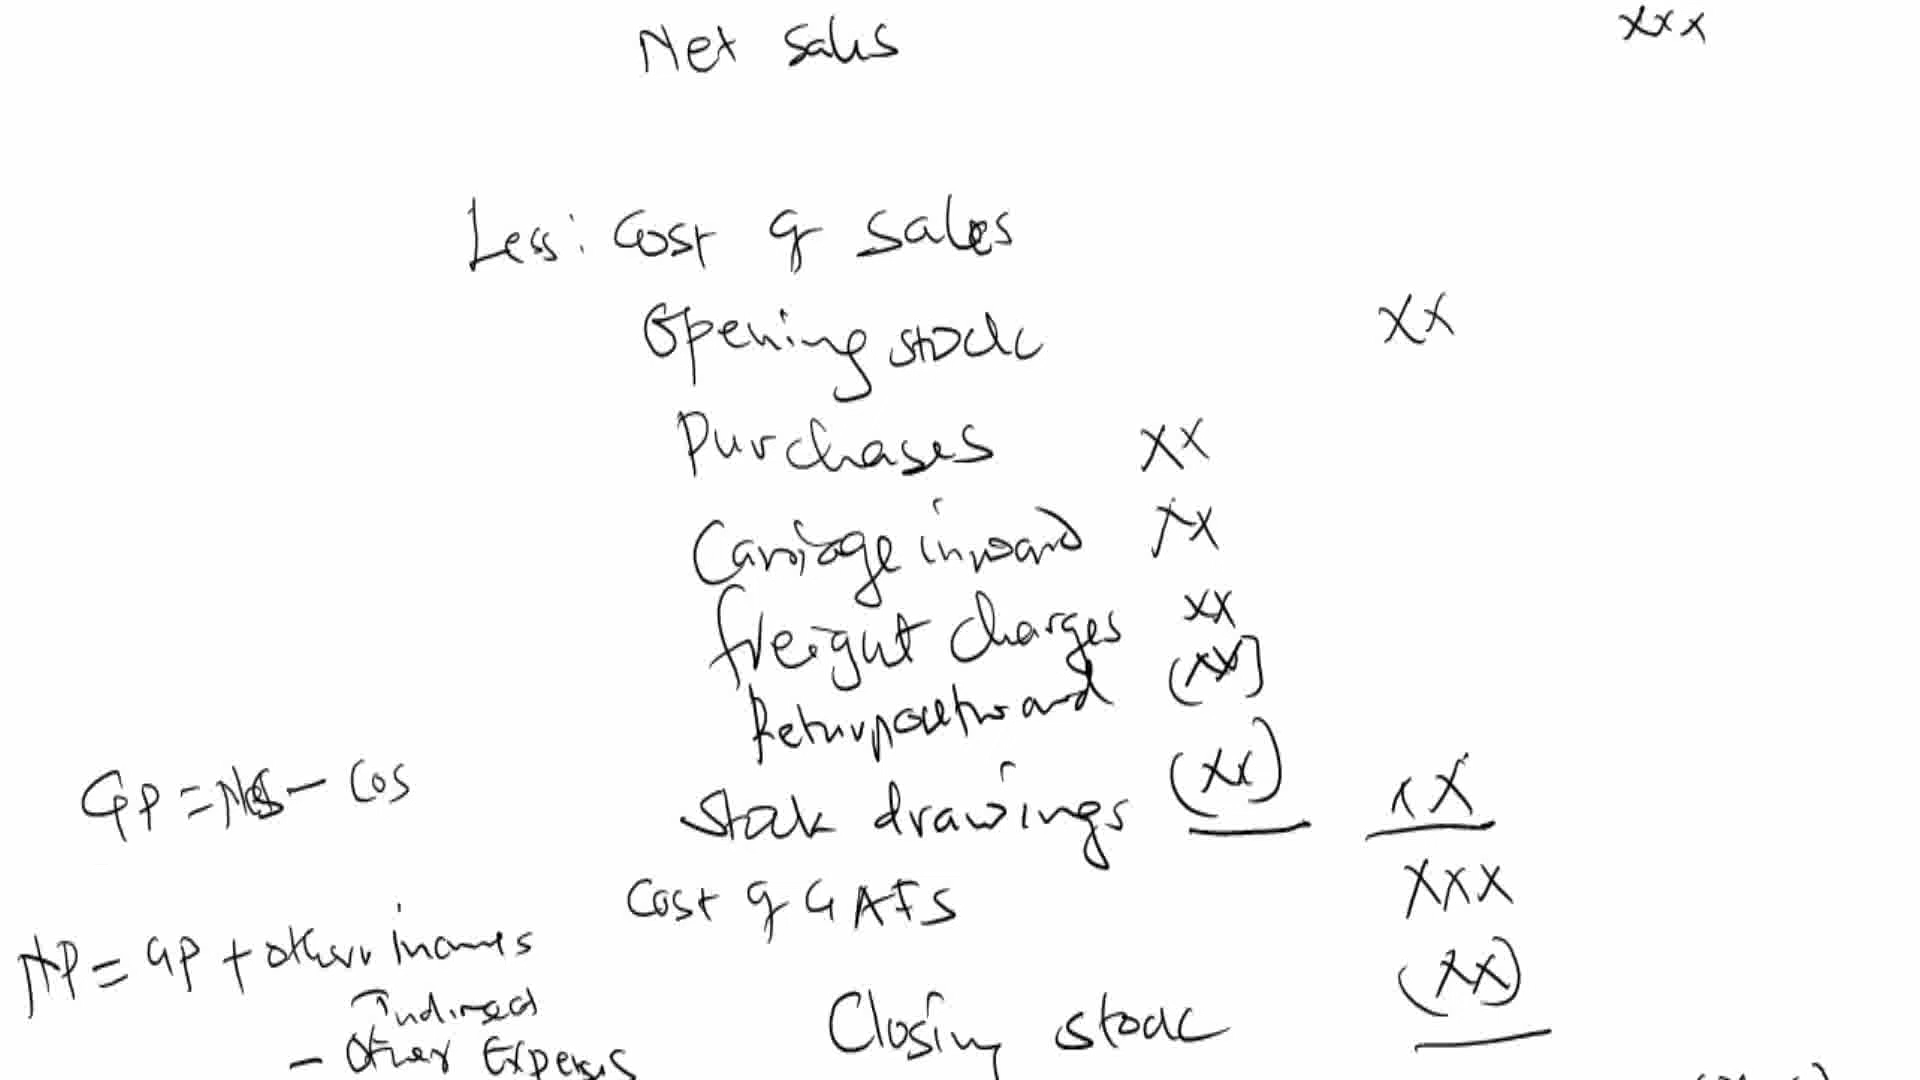 Net sales xxx
Less: Cost of sales
Opening stock xx
Purchases xx
Carriage inward xx
freight charges xx
Return outward (xx)
Stock drawings (xx) xx
Cost of GAFS xxx
Closing stock (xx)
GP = NS - COS
NP = GP + other incomes
Indirect
- Other Expenses